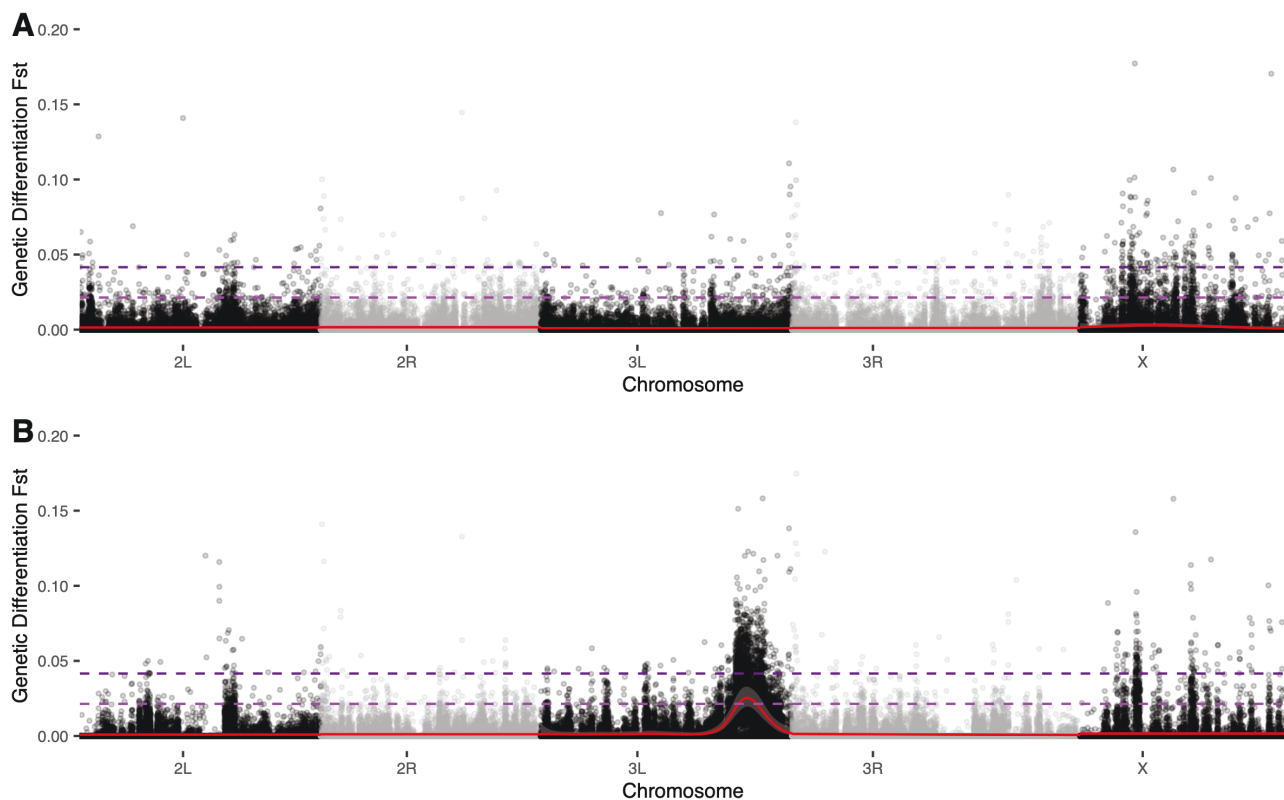 A
0.20
0.15
0.10
0.05
0.00
Genetic Differentiation Fst
2L 2R 3L 3R X
Chromosome
B
0.20
0.15
0.10
0.05
0.00
Genetic Differentiation Fst
2L 2R 3L 3R X
Chromosome